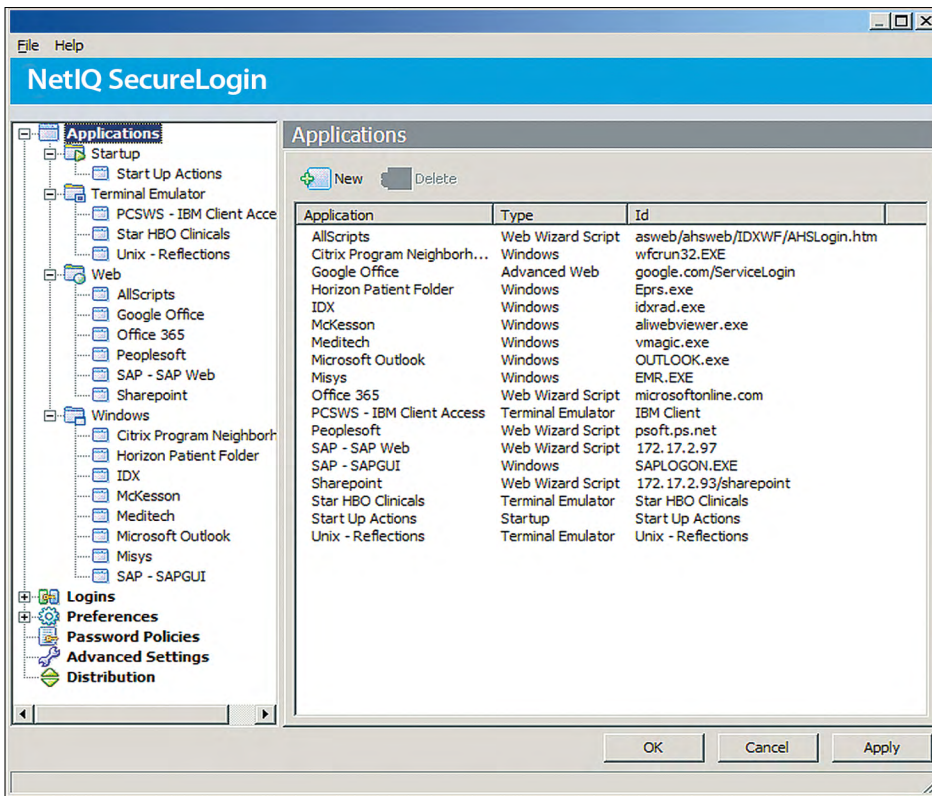 File Help
NetIQ SecureLogin
Applications
Startup
Start Up Actions
Terminal Emulator
PCSWS - IBM Client Acce
Star HBO Clinicals
Unix - Reflections
Web
AllScripts
Google Office
Office 365
Peoplesoft
SAP - SAP Web
Sharepoint
Windows
Citrix Program Neighborh
Horizon Patient Folder
IDX
McKesson
Meditech
Microsoft Outlook
Misys
SAP - SAPGUI
Logins
Preferences
Password Policies
Advanced Settings
Distribution
Applications
New Delete
Application Type Id
AllScripts Web Wizard Script asweb/ahsweb/IDXWF/AHSLogin.htm
Citrix Program Neighborh... Windows wfcrun32.EXE
Google Office Advanced Web google.com/ServiceLogin
Horizon Patient Folder Windows Eprs.exe
IDX Windows idxrad.exe
McKesson Windows aliwebviewer.exe
Meditech Windows vmagic.exe
Microsoft Outlook Windows OUTLOOK.exe
Misys Windows EMR.EXE
Office 365 Web Wizard Script microsoftonline.com
PCSWS - IBM Client Access Terminal Emulator IBM Client
Peoplesoft Web Wizard Script psoft.ps.net
SAP - SAP Web Web Wizard Script 172.17.2.97
SAP - SAPGUI Windows SAPLOGON.EXE
Sharepoint Web Wizard Script 172.17.2.93/sharepoint
Star HBO Clinicals Terminal Emulator Star HBO Clinicals
Start Up Actions Startup Start Up Actions
Unix - Reflections Terminal Emulator Unix - Reflections
OK Cancel Apply